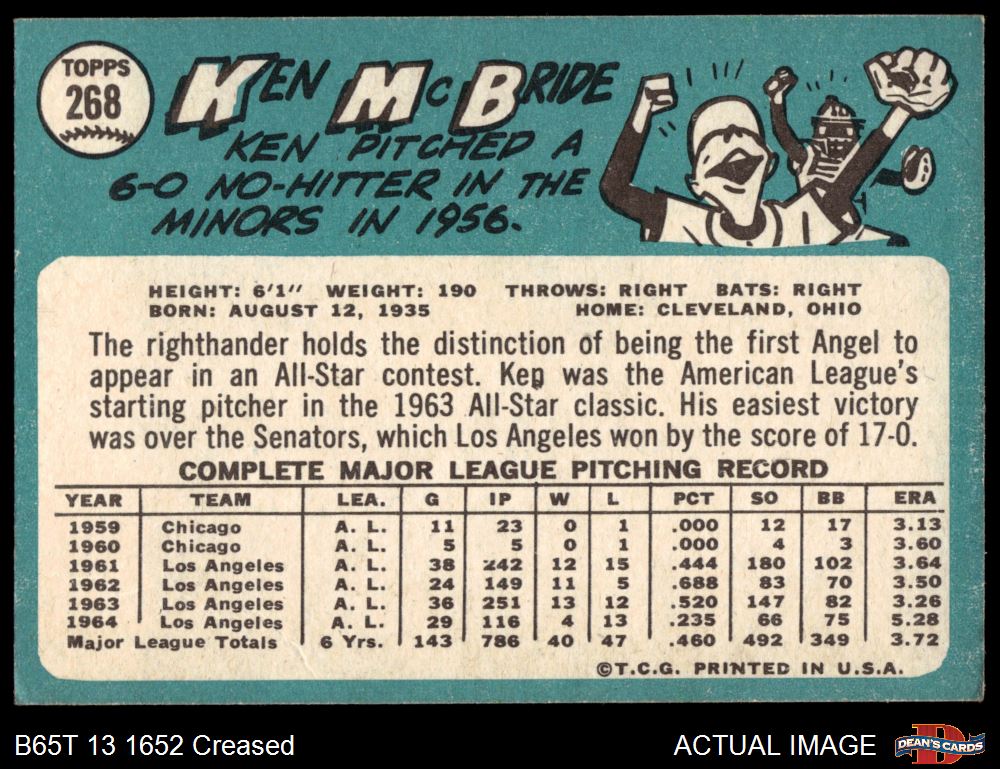 TOPPS
268
KEN McBRIDE
KEN PITCHED A
6-0 NO-HITTER IN THE
MINORS IN 1956.
HEIGHT: 6'1" WEIGHT: 190 THROWS: RIGHT BATS: RIGHT
BORN: AUGUST 12, 1935 HOME: CLEVELAND, OHIO
The righthander holds the distinction of being the first Angel to
appear in an All-Star contest. Ken was the American League's
starting pitcher in the 1963 All-Star classic. His easiest victory
was over the Senators, which Los Angeles won by the score of 17-0.
COMPLETE MAJOR LEAGUE PITCHING RECORD
YEAR TEAM LEA. G IP W L PCT SO BB ERA
1959 Chicago A. L. 11 23 0 1 .000 12 17 3.13
1960 Chicago A. L. 5 5 0 1 .000 4 3 3.60
1961 Los Angeles A. L. 38 242 12 15 .444 180 102 3.64
1962 Los Angeles A. L. 24 149 11 5 .688 83 70 3.50
1963 Los Angeles A. L. 36 251 13 12 .520 147 82 3.26
1964 Los Angeles A. L. 29 116 4 13 .235 66 75 5.28
Major League Totals 6 Yrs. 143 786 40 47 .460 492 349 3.72
©T.C.G. PRINTED IN U.S.A.
B65T 13 1652 Creased ACTUAL IMAGE
D
DEAN'S CARDS